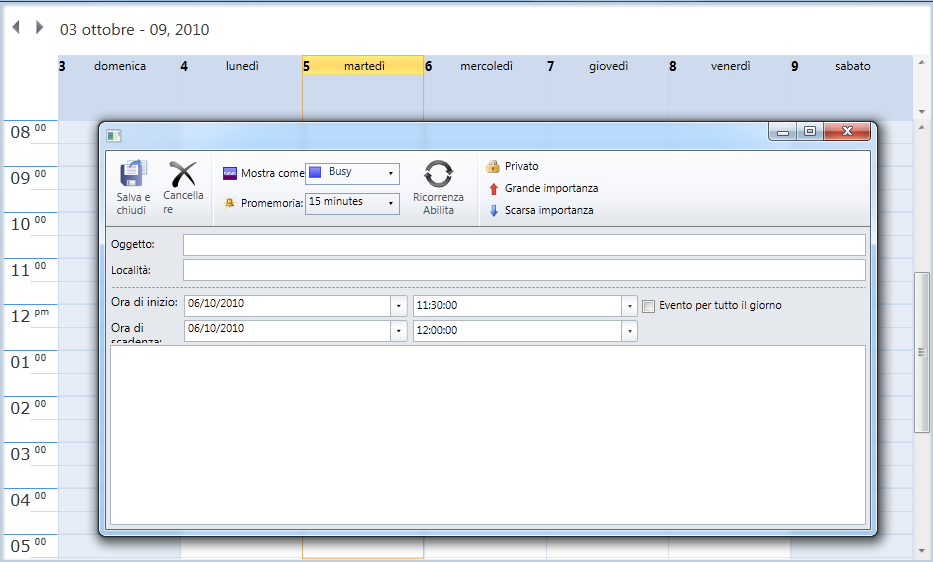 03 ottobre - 09, 2010
3 domenica 4 lunedì 5 martedì 6 mercoledì 7 giovedì 8 venerdì 9 sabato
08 00
09 00
10 00
11 00
12 pm
01 00
02 00
03 00
04 00
05 00
Salva e
chiudi
Cancella
re
Mostra come
Busy
Promemoria:
15 minutes
Ricorrenza
Abilita
Privato
Grande importanza
Scarsa importanza
Oggetto:
Località:
Ora di inizio: 06/10/2010 11:30:00 Evento per tutto il giorno
Ora di
scadenza:
06/10/2010 12:00:00